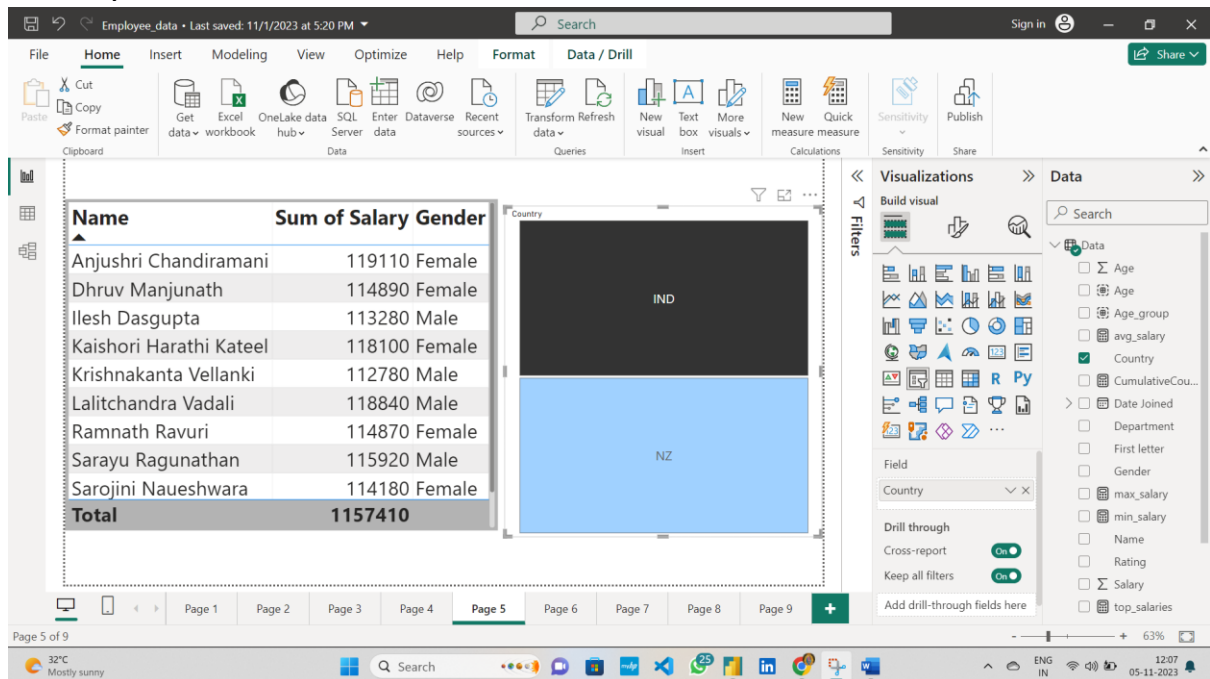 Employee_data • Last saved: 11/1/2023 at 5:20 PM
Search
Sign in
File Home Insert Modeling View Optimize Help Format Data / Drill
Share
Paste
Cut
Copy
Format painter
Get data
Excel workbook
OneLake data hub
SQL Server
Enter data
Dataverse
Recent sources
Transform data
Refresh
New visual
Text box
More visuals
New measure
Quick measure
Sensitivity
Publish
Clipboard
Data
Queries
Insert
Calculations
Sensitivity
Share
Name Sum of Salary Gender
Anjushri Chandiramani 119110 Female
Dhruv Manjunath 114890 Female
Ilesh Dasgupta 113280 Male
Kaishori Harathi Kateel 118100 Female
Krishnakanta Vellanki 112780 Male
Lalitchandra Vadali 118840 Male
Ramnath Ravuri 114870 Female
Sarayu Ragunathan 115920 Male
Sarojini Naueshwara 114180 Female
Total 1157410
Country
IND
NZ
Filters
Visualizations
Build visual
123
R Py
123
Field
Country
Drill through
Cross-report
On
Keep all filters
On
Add drill-through fields here
Data
Search
Data
Age
Age
Age_group
avg_salary
Country
CumulativeCou...
Date Joined
Department
First letter
Gender
max_salary
min_salary
Name
Rating
Salary
top_salaries
Page 1 Page 2 Page 3 Page 4 Page 5 Page 6 Page 7 Page 8 Page 9
Page 5 of 9
63%
32°C
Mostly sunny
Search
25
ENG
IN
12:07
05-11-2023